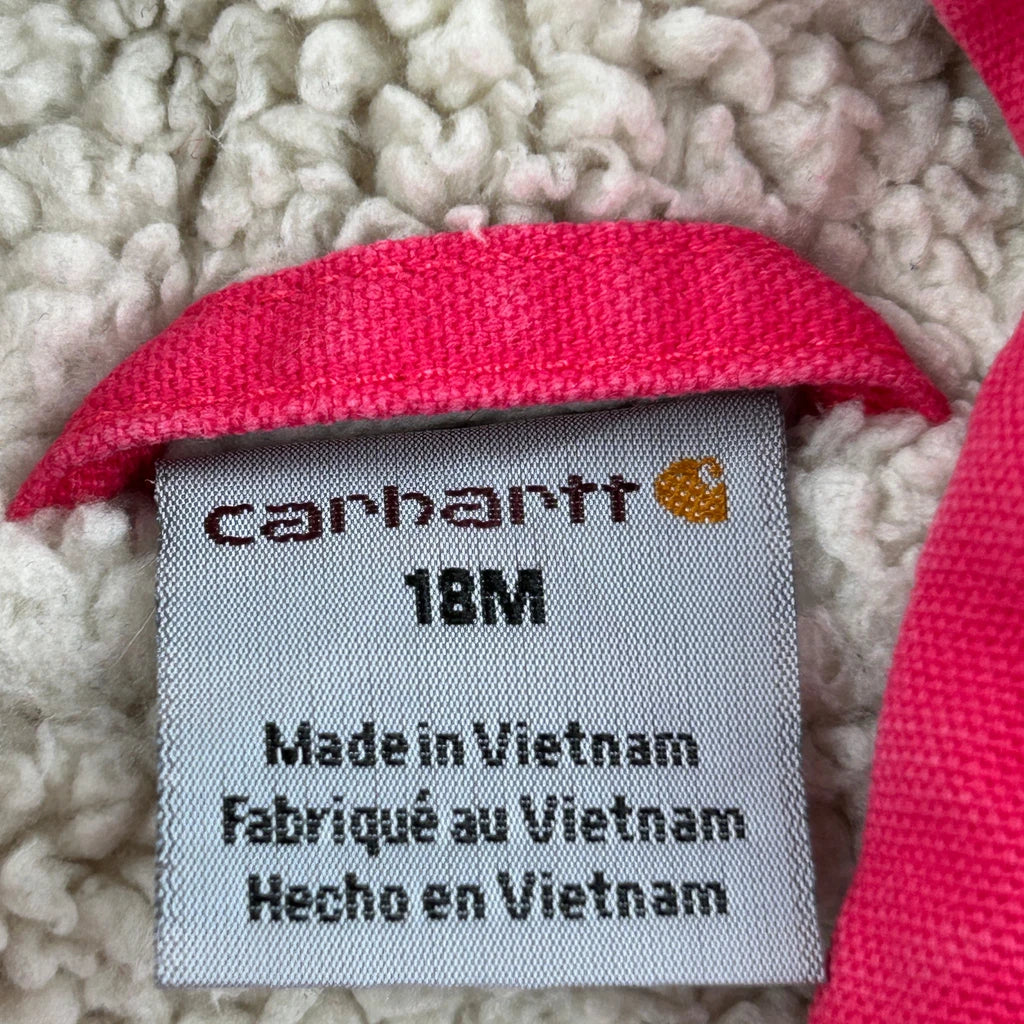 carhartt
18M
Made in Vietnam
Fabriqué au Vietnam
Hecho en Vietnam